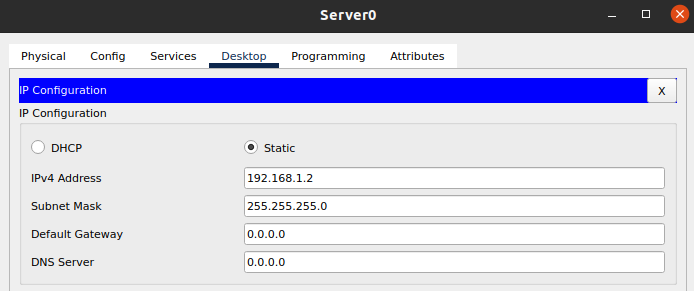 Server0
Physical Config Services Desktop Programming Attributes
IP Configuration X
IP Configuration
DHCP Static
IPv4 Address 192.168.1.2
Subnet Mask 255.255.255.0
Default Gateway 0.0.0.0
DNS Server 0.0.0.0